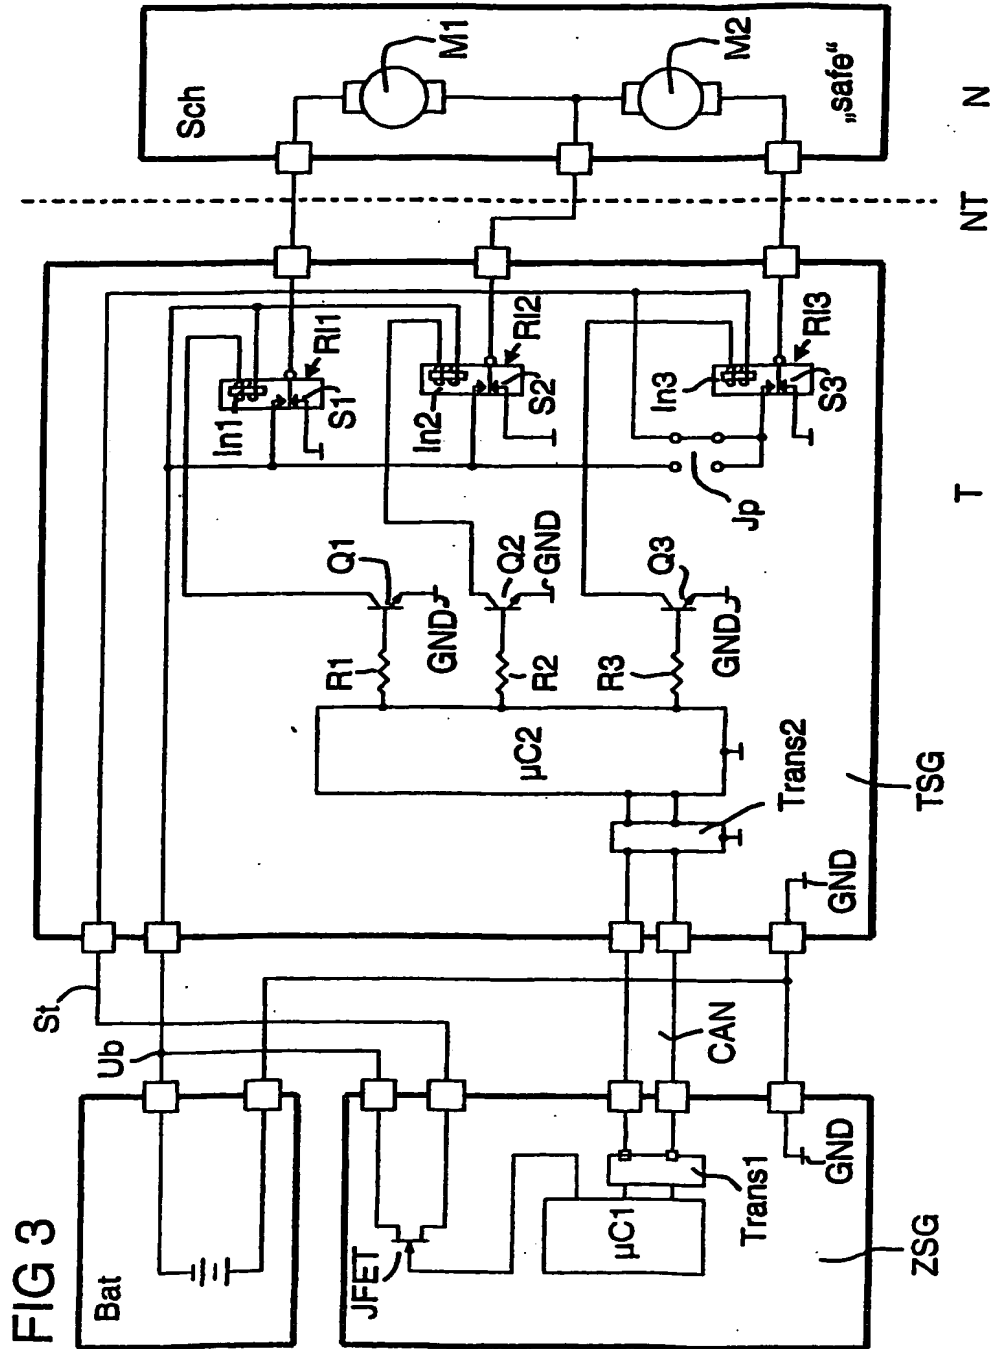 FIG 3
Bat
Ub
St
JFET
µC1
Trans1
GND
ZSG
CAN
GND
TSG
Trans2
µC2
R1
R2
R3
Q1
Q2
Q3
GND
GND
GND
Jp
In1
In2
In3
S1
S2
S3
Rl1
Rl2
Rl3
T
NT
N
Sch
M1
M2
„safe“